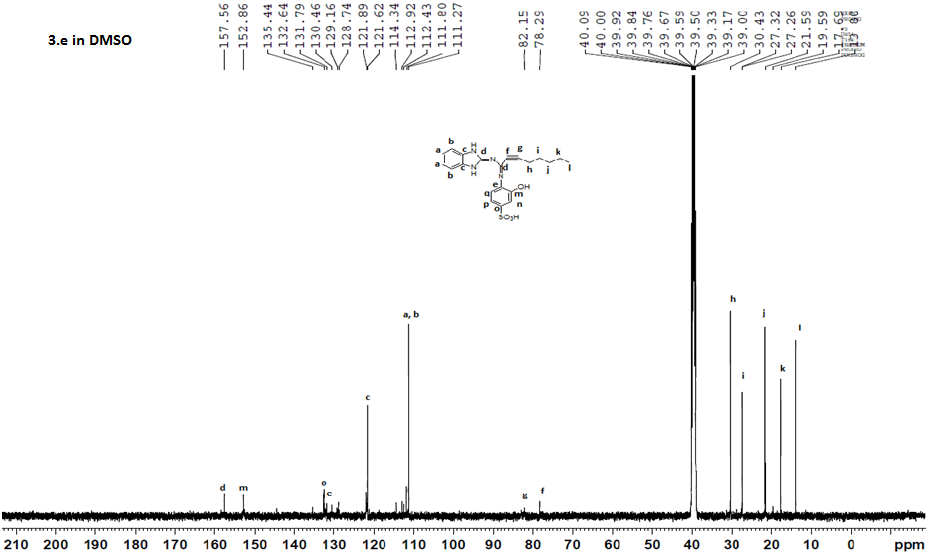 3.e in DMSO
157.56
152.86
135.44
132.64
131.79
130.46
129.16
128.74
121.89
121.62
114.34
112.92
112.43
111.80
111.27
82.15
78.29
40.09
40.00
39.92
39.84
39.76
39.67
39.59
39.50
39.33
39.17
39.00
30.43
27.32
27.26
21.59
19.59
17.69
H
b
a
c
N
d
N
f
g
i
k
a
c
N
d
h
j
l
b
H
N
e
OH
q
m
p
o
n
SO3H
h
a, b
j
l
k
i
c
d
m
o
c
g
f
210 200 190 180 170 160 150 140 130 120 110 100 90 80 70 60 50 40 30 20 10 0 ppm